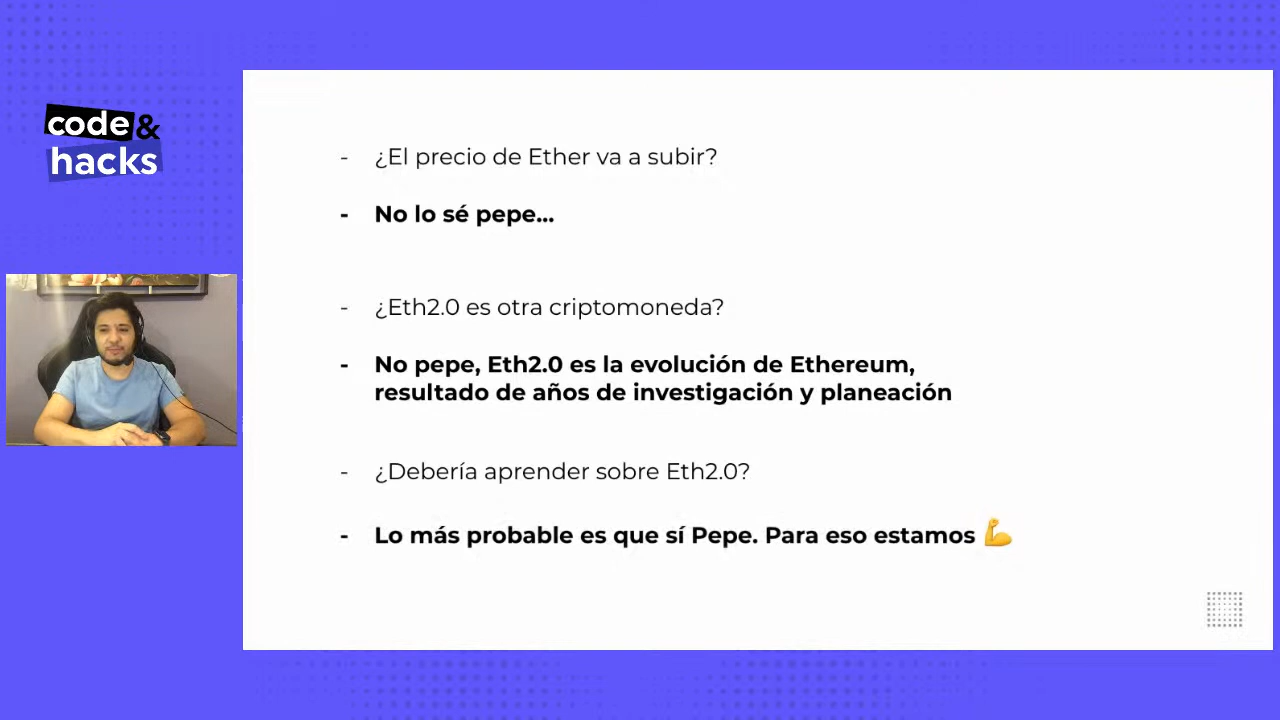 code&
hacks
- ¿El precio de Ether va a subir?
- No lo sé pepe...
- ¿Eth2.0 es otra criptomoneda?
- No pepe, Eth2.0 es la evolución de Ethereum,
resultado de años de investigación y planeación
- ¿Debería aprender sobre Eth2.0?
- Lo más probable es que sí Pepe. Para eso estamos 💪